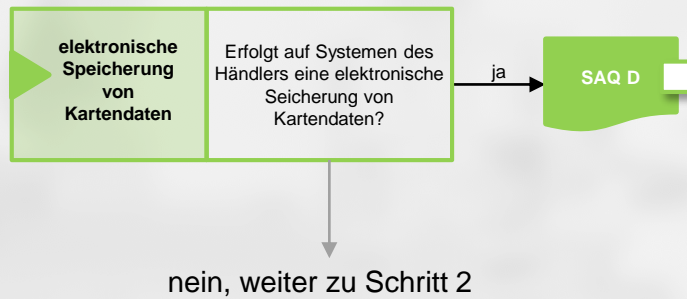 elektronische
Speicherung
von
Kartendaten
Erfolgt auf Systemen des
Händlers eine elektronische
Seicherung von
Kartendaten?
ja
SAQ D
nein, weiter zu Schritt 2